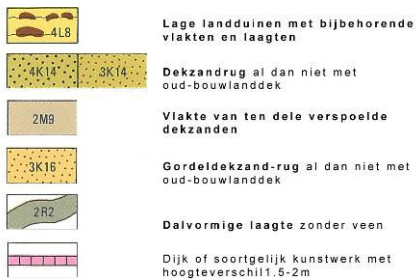 4L8
Lage landduinen met bijbehorende
vlakten en laagten
4K14 3K14
Dekzandrug al dan niet met
oud-bouwlanddek
2M9
Vlakte van ten dele verspoelde
dekzanden
3K16
Gordeldekzand-rug al dan niet met
oud-bouwlanddek
2R2
Dalvormige laagte zonder veen
Dijk of soortgelijk kunstwerk met
hoogteverschil1.5-2m